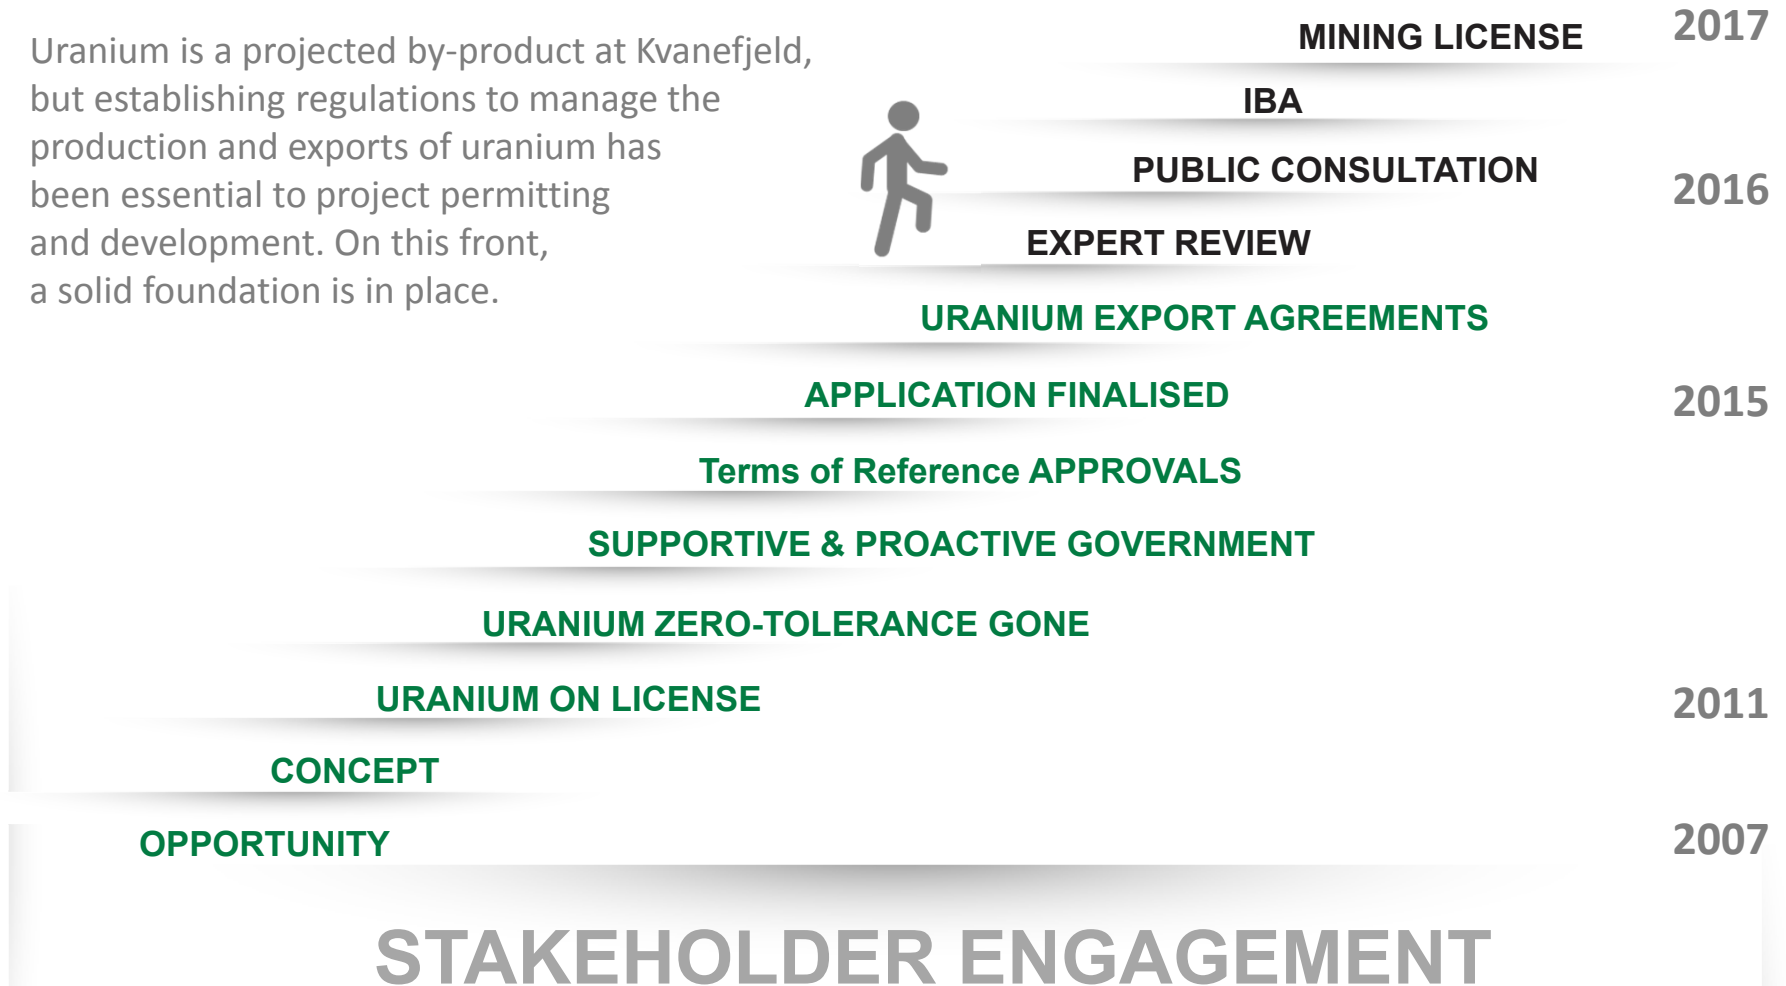 Uranium is a projected by-product at Kvanefjeld,
but establishing regulations to manage the
production and exports of uranium has
been essential to project permitting
and development. On this front,
a solid foundation is in place.
MINING LICENSE
2017
IBA
PUBLIC CONSULTATION
2016
EXPERT REVIEW
URANIUM EXPORT AGREEMENTS
APPLICATION FINALISED
2015
Terms of Reference APPROVALS
SUPPORTIVE & PROACTIVE GOVERNMENT
URANIUM ZERO-TOLERANCE GONE
URANIUM ON LICENSE
2011
CONCEPT
OPPORTUNITY
2007
STAKEHOLDER ENGAGEMENT